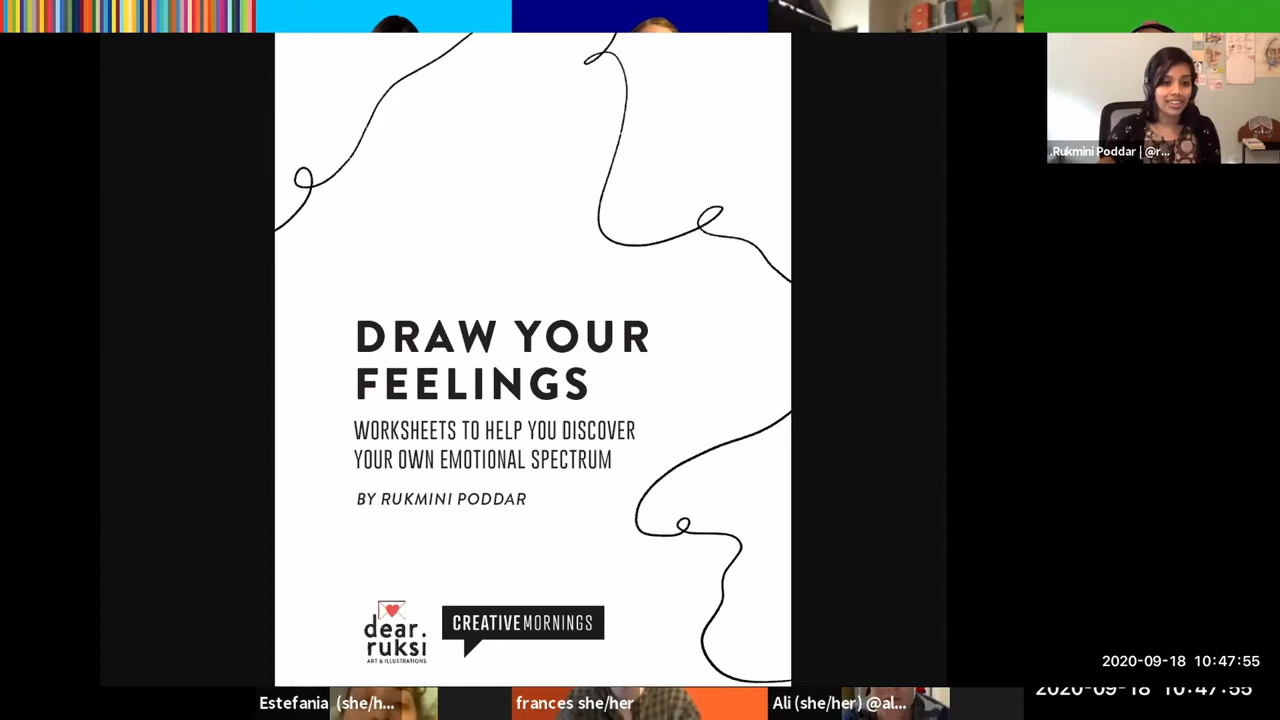 .Rukmini Poddar | @r...
DRAW YOUR
FEELINGS
WORKSHEETS TO HELP YOU DISCOVER
YOUR OWN EMOTIONAL SPECTRUM
BY RUKMINI PODDAR
dear.
ruksi
ART & ILLUSTRATIONS
CREATIVEMORNINGS
2020-09-18 10:47:55
2020-09-18 10:47:55
Estefania (she/h...
frances she/her
Ali (she/her) @al...